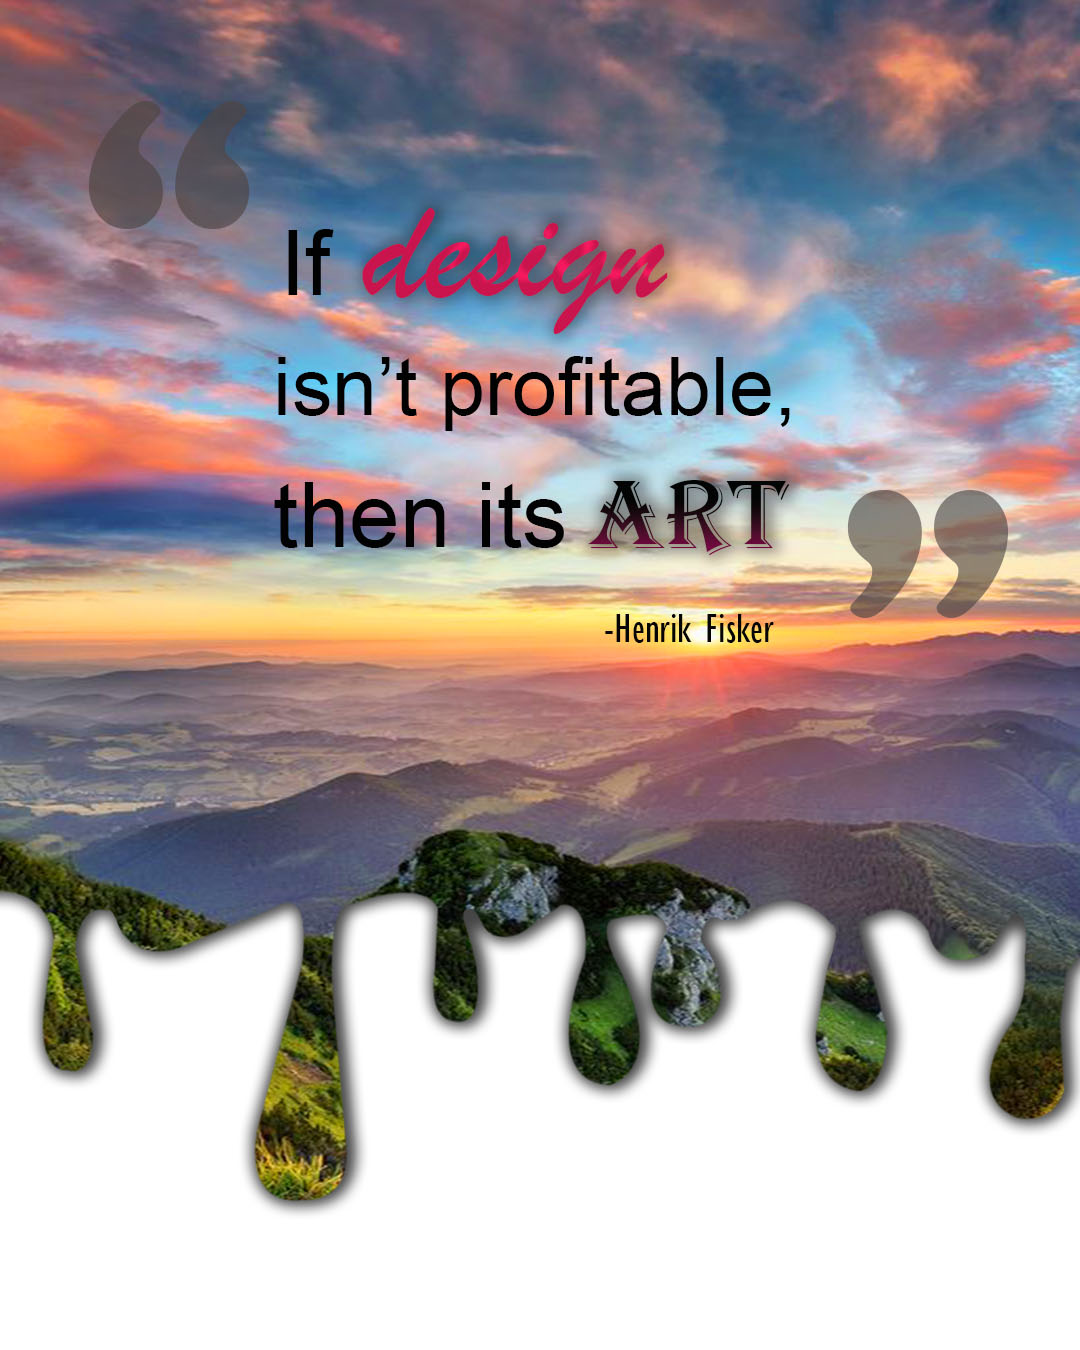 “
If design
isn’t profitable,
then its ART
”
-Henrik Fisker